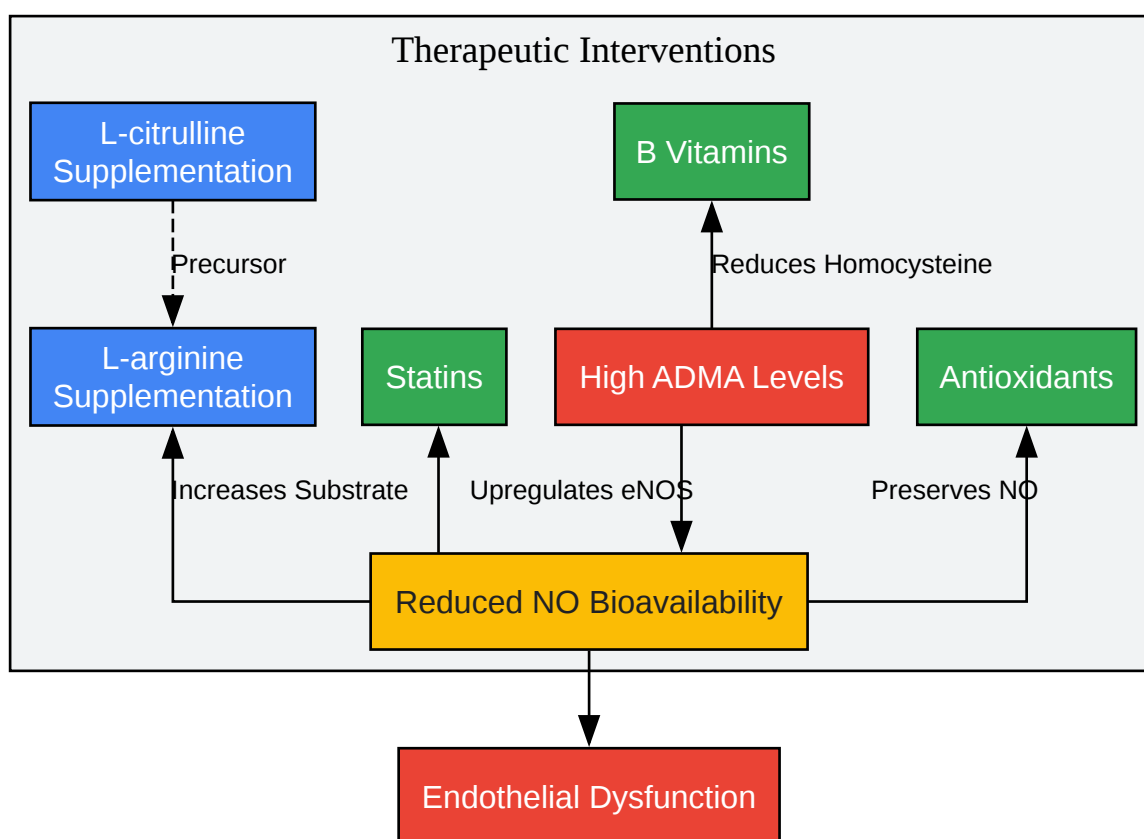 Therapeutic Interventions
L-citrulline
Supplementation
B Vitamins
Precursor
Reduces Homocysteine
L-arginine
Supplementation
Statins
High ADMA Levels
Antioxidants
Increases Substrate
Upregulates eNOS
Preserves NO
Reduced NO Bioavailability
Endothelial Dysfunction